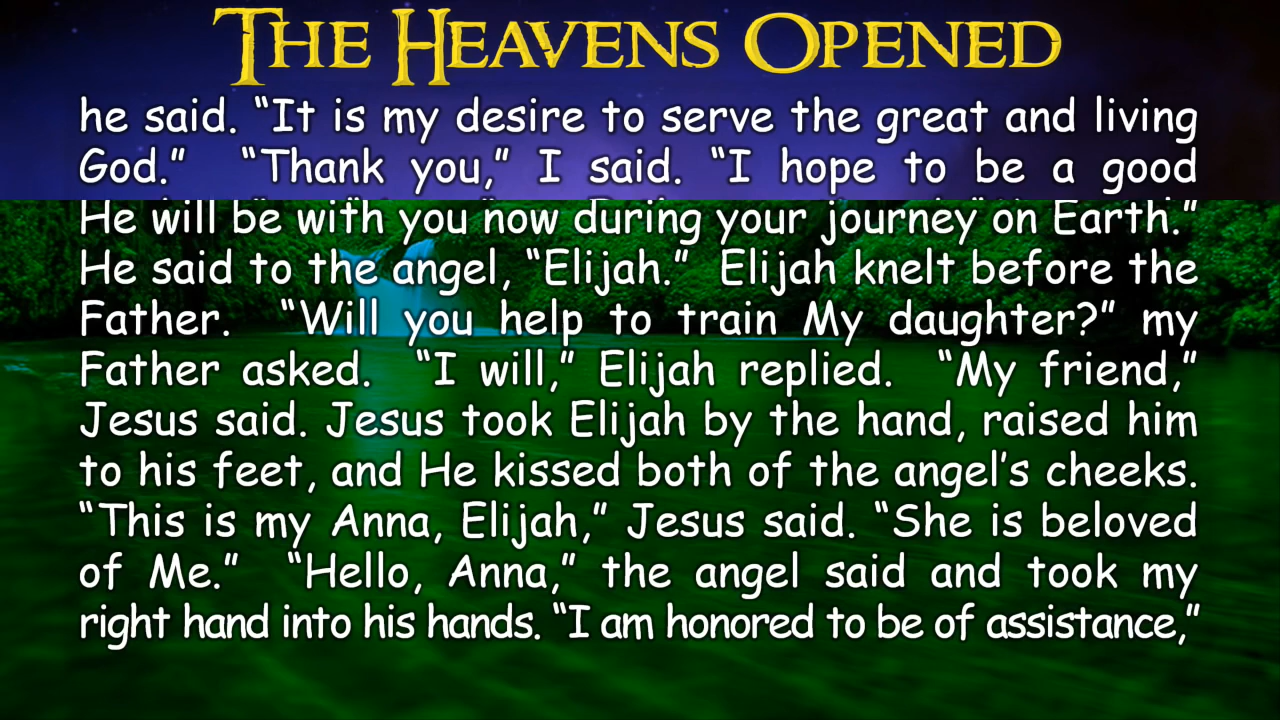 THE HEAVENS OPENED
he said. “It is my desire to serve the great and living
God.” “Thank you,” I said. “I hope to be a good
He will be with you now during your journey on Earth.”
He said to the angel, “Elijah.” Elijah knelt before the
Father. “Will you help to train My daughter?” my
Father asked. “I will,” Elijah replied. “My friend,”
Jesus said. Jesus took Elijah by the hand, raised him
to his feet, and He kissed both of the angel’s cheeks.
“This is my Anna, Elijah,” Jesus said. “She is beloved
of Me.” “Hello, Anna,” the angel said and took my
right hand into his hands. “I am honored to be of assistance,”